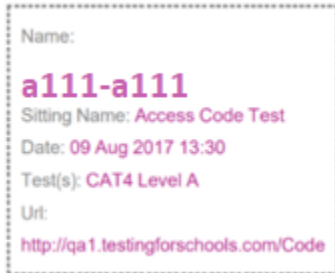 Name:
a111-a111
Sitting Name: Access Code Test
Date: 09 Aug 2017 13:30
Test(s): CAT4 Level A
Url:
http://qa1.testingforschools.com/Code